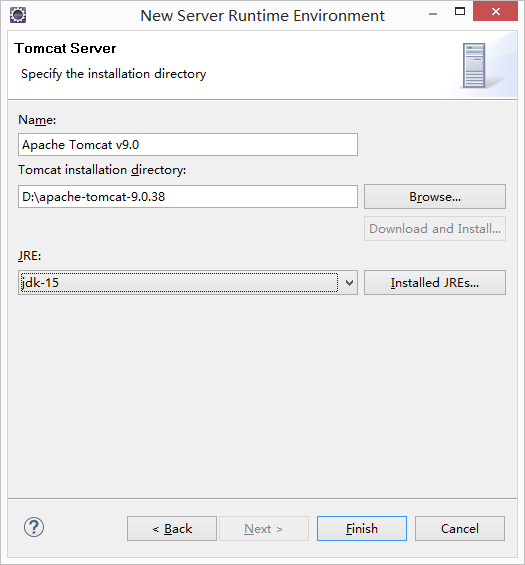 New Server Runtime Environment
Tomcat Server
Specify the installation directory
Name:
Apache Tomcat v9.0
Tomcat installation directory:
D:\apache-tomcat-9.0.38
Browse...
Download and Install...
JRE:
jdk-15
Installed JREs...
?
< Back
Next >
Finish
Cancel